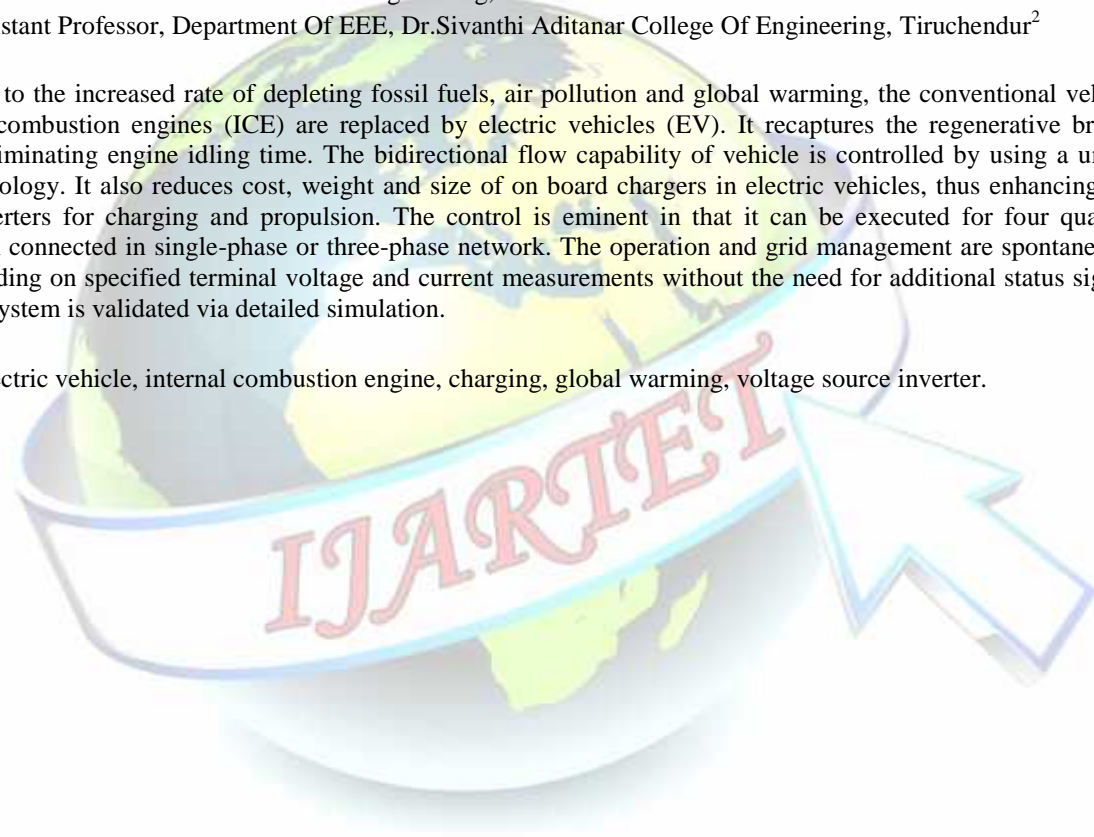 stant Professor, Department Of EEE, Dr.Sivanthi Aditanar College Of Engineering, Tiruchendur2
to the increased rate of depleting fossil fuels, air pollution and global warming, the conventional
combustion engines (ICE) are replaced by electric vehicles (EV). It recaptures the regenerative
iminating engine idling time. The bidirectional flow capability of vehicle is controlled by using a
ology. It also reduces cost, weight and size of on board chargers in electric vehicles, thus enhancing
erters for charging and propulsion. The control is eminent in that it can be executed for four
connected in single-phase or three-phase network. The operation and grid management are
ding on specified terminal voltage and current measurements without the need for additional status
ystem is validated via detailed simulation.
ctric vehicle, internal combustion engine, charging, global warming, voltage source inverter.
IJARTET